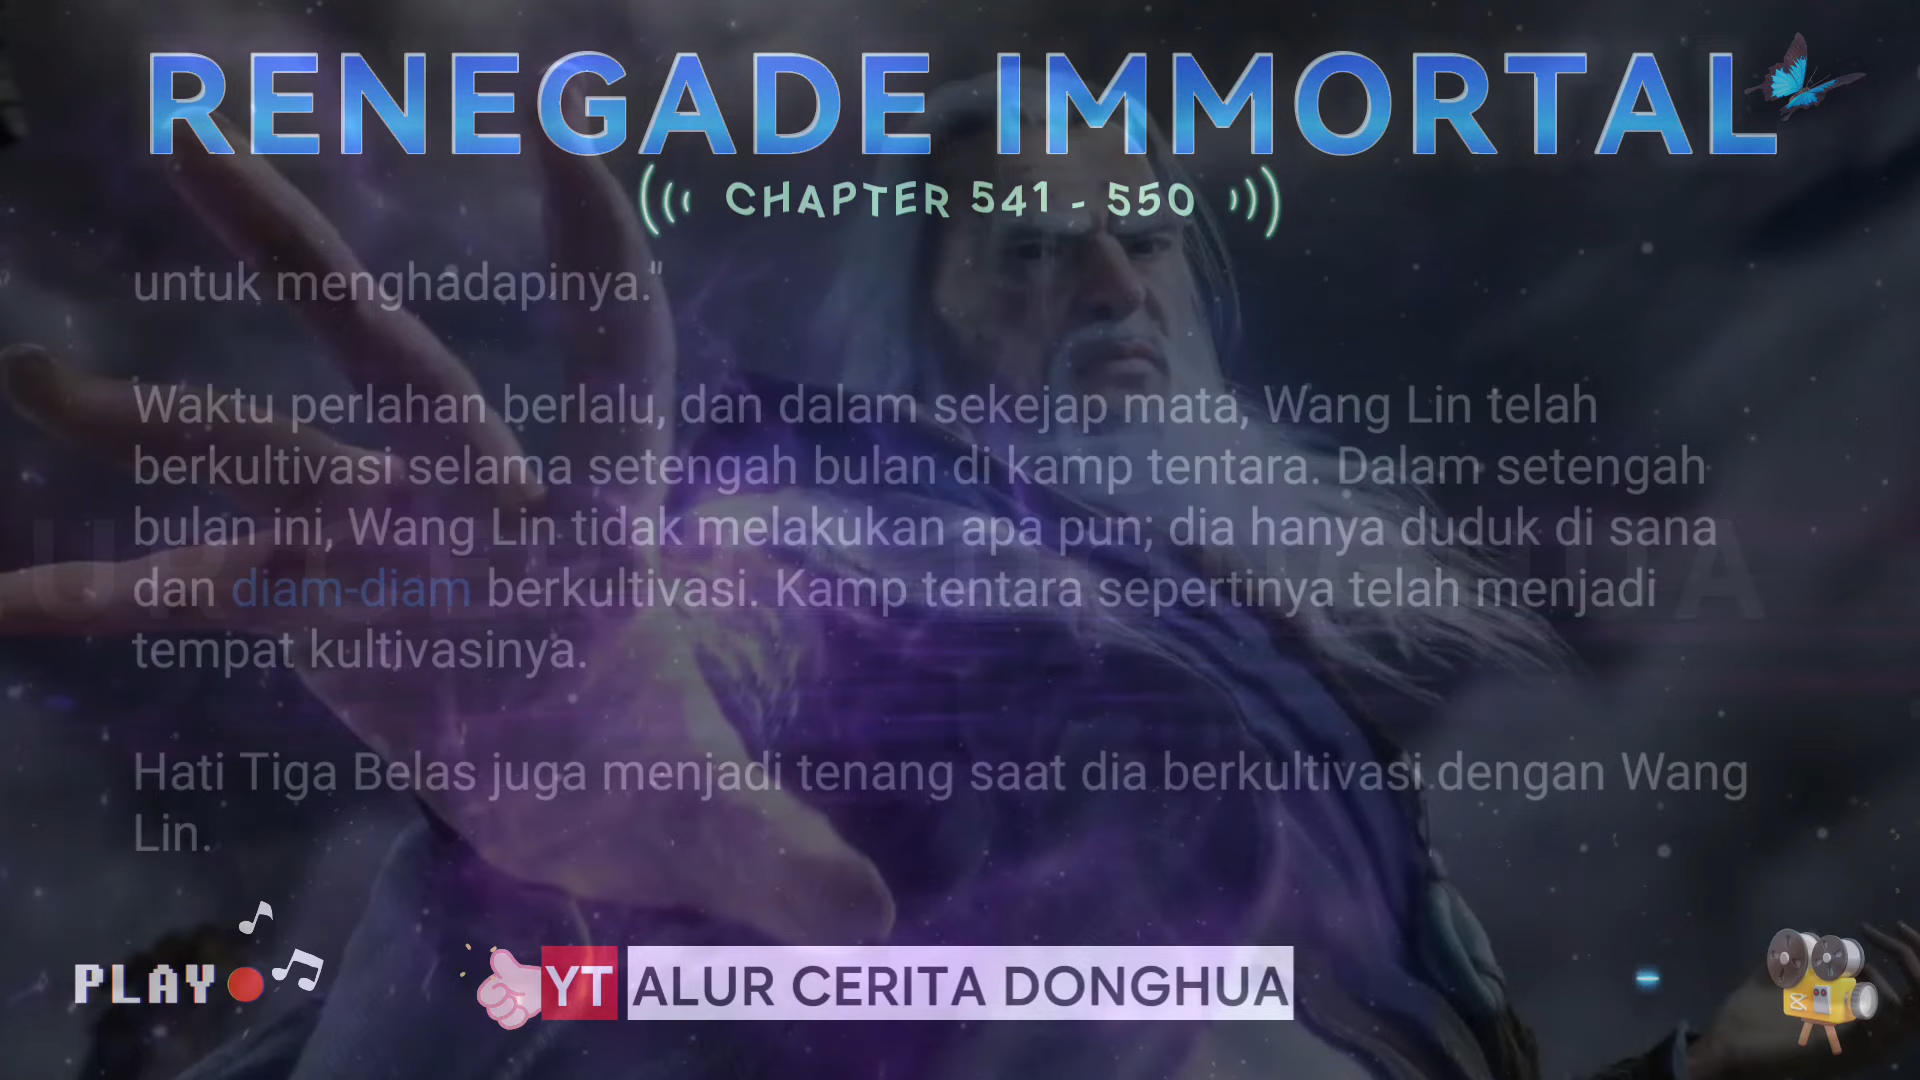 RENEGADE IMMORTAL
CHAPTER 541 - 550
untuk menghadapinya."
Waktu perlahan berlalu, dan dalam sekejap mata, Wang Lin telah
berkultivasi selama setengah bulan di kamp tentara. Dalam setengah
bulan ini, Wang Lin tidak melakukan apa pun; dia hanya duduk di sana
dan diam-diam berkultivasi. Kamp tentara sepertinya telah menjadi
tempat kultivasinya.
Hati Tiga Belas juga menjadi tenang saat dia berkultivasi dengan Wang
Lin.
PLAY
YT ALUR CERITA DONGHUA